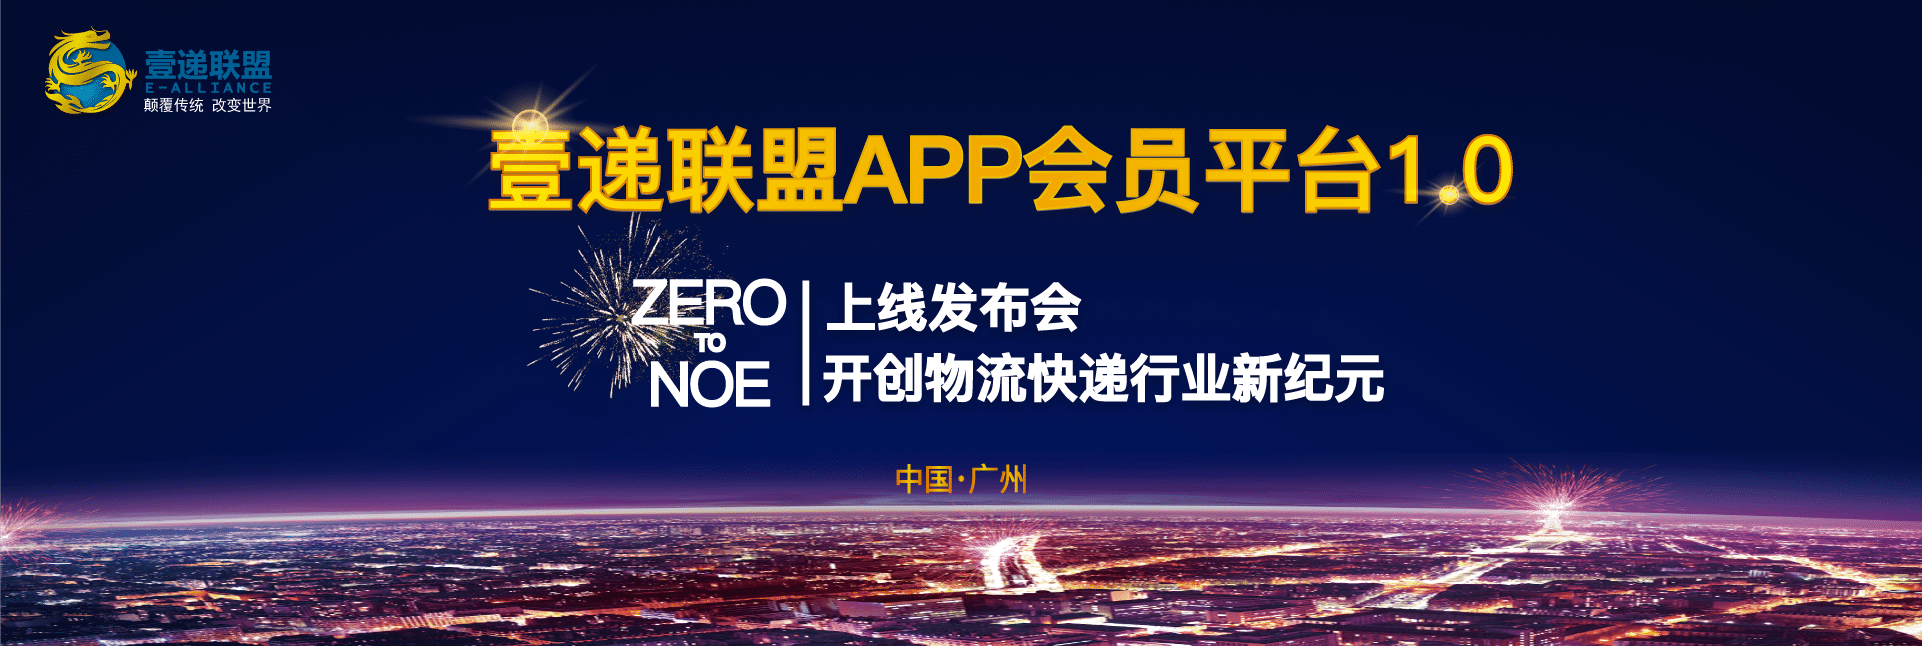 壹递联盟
E-ALLIANCE
颠覆传统 改变世界
壹递联盟APP会员平台1.0
ZERO
TO
NOE
上线发布会
开创物流快递行业新纪元
中国·广州